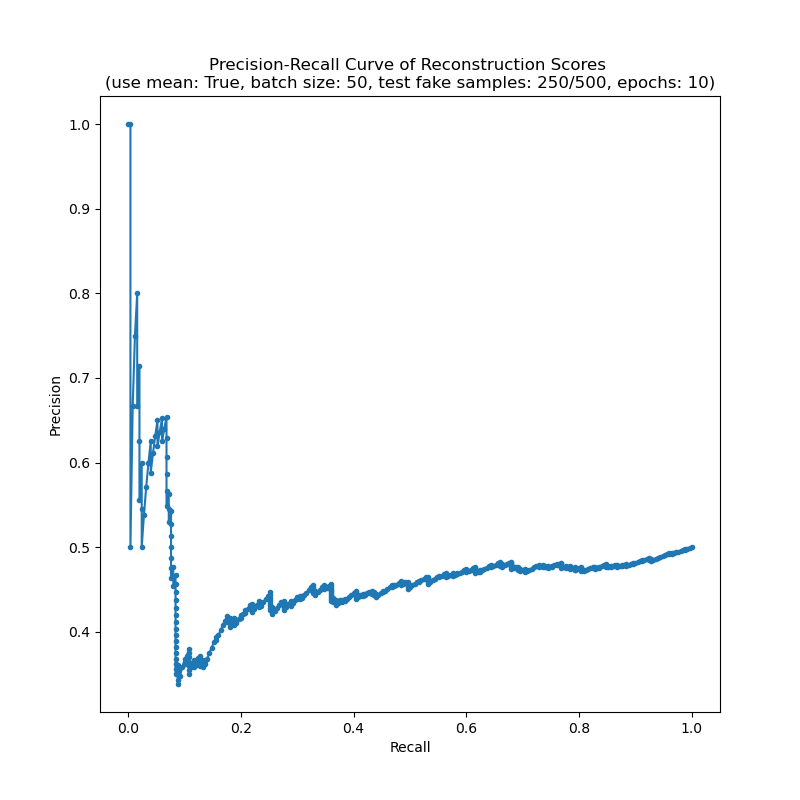 Precision-Recall Curve of Reconstruction Scores
(use mean: True, batch size: 50, test fake samples: 250/500, epochs: 10)
1.0
0.9
0.8
0.7
0.6
0.5
0.4
Precision
0.0 0.2 0.4 0.6 0.8 1.0
Recall